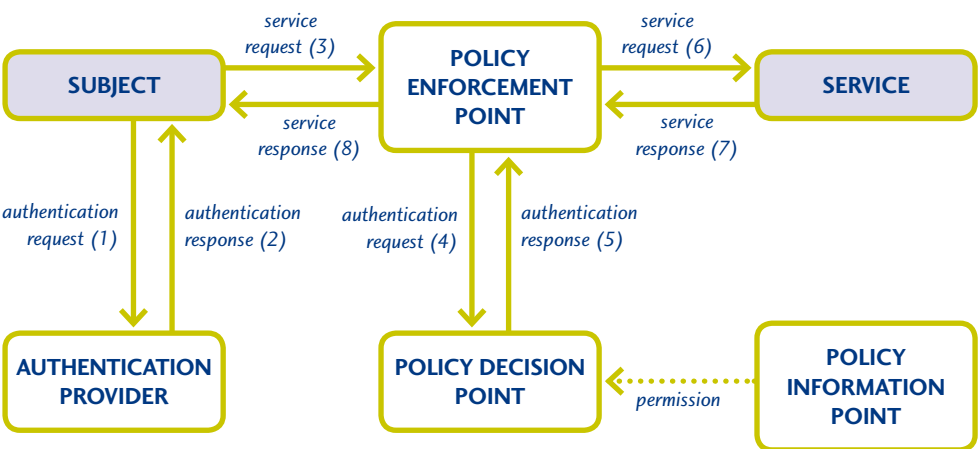 service
request (3)
service
request (6)
SUBJECT
POLICY
ENFORCEMENT
POINT
SERVICE
service
response (8)
service
response (7)
authentication
request (1)
authentication
response (2)
authentication
request (4)
authentication
response (5)
AUTHENTICATION
PROVIDER
POLICY DECISION
POINT
permission
POLICY
INFORMATION
POINT